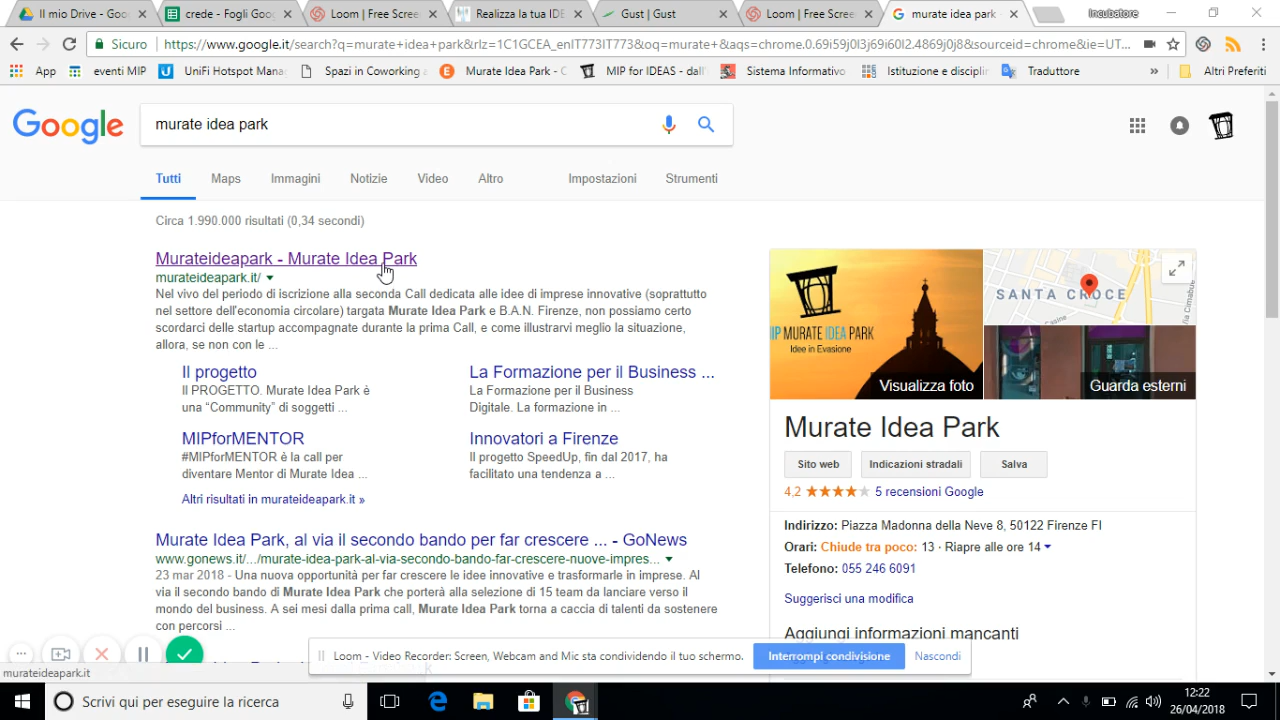 Il mio Drive - Goo
crede - Fogli Goo
Loom | Free Scree
Realizza la tua IDE
Gust | Gust
Loom | Free Scree
murate idea park -
Incubatore
Sicuro
https://www.google.it/search?q=murate+idea+park&rlz=1C1GCEA_enIT773IT773&oq=murate+&aqs=chrome.0.69i59j0l3j69i60l2.4869j0j8&sourceid=chrome&ie=UT...
App
eventi MIP
UniFi Hotspot Mana
Spazi in Coworking
Murate Idea Park - C
MIP for IDEAS - dall
Sistema Informativo
Istituzione e disciplin
Traduttore
»
Altri Preferiti
Google
murate idea park
Tutti
Maps
Immagini
Notizie
Video
Altro
Impostazioni
Strumenti
Circa 1.990.000 risultati (0,34 secondi)
Murateideapark - Murate Idea Park
murateideapark.it/
Nel vivo del periodo di iscrizione alla seconda Call dedicata alle idee di imprese innovative (soprattutto
nel settore dell'economia circolare) targata Murate Idea Park e B.A.N. Firenze, non possiamo certo
scordarci delle startup accompagnate durante la prima Call, e come illustrarvi meglio la situazione,
allora, se non con le ...
Il progetto
Il PROGETTO. Murate Idea Park è
una “Community” di soggetti ...
La Formazione per il Business ...
La Formazione per il Business
Digitale. La formazione in ...
MIPforMENTOR
#MIPforMENTOR è la call per
diventare Mentor di Murate Idea ...
Innovatori a Firenze
Il progetto SpeedUp, fin dal 2017, ha
facilitato una tendenza a ...
Altri risultati in murateideapark.it »
Murate Idea Park, al via il secondo bando per far crescere ... - GoNews
www.gonews.it/.../murate-idea-park-al-via-secondo-bando-far-crescere-nuove-impres...
23 mar 2018 - Una nuova opportunità per far crescere le idee innovative e trasformarle in imprese. Al
via il secondo bando di Murate Idea Park che porterà alla selezione di 15 team da lanciare verso il
mondo del business. A sei mesi dalla prima call, Murate Idea Park torna a caccia di talenti da sostenere
con percorsi ...
MIP MURATE IDEA PARK
Idee in Evasione
Visualizza foto
SANTA CROCE
Guarda esterni
Murate Idea Park
Sito web
Indicazioni stradali
Salva
4,2
5 recensioni Google
Indirizzo: Piazza Madonna della Neve 8, 50122 Firenze FI
Orari: Chiude tra poco: 13 · Riapre alle ore 14
Telefono: 055 246 6091
Suggerisci una modifica
Aggiungi informazioni mancanti
Loom - Video Recorder: Screen, Webcam and Mic sta condividendo il tuo schermo.
Interrompi condivisione
Nascondi
murateideapark.it
Scrivi qui per eseguire la ricerca
12:22
26/04/2018